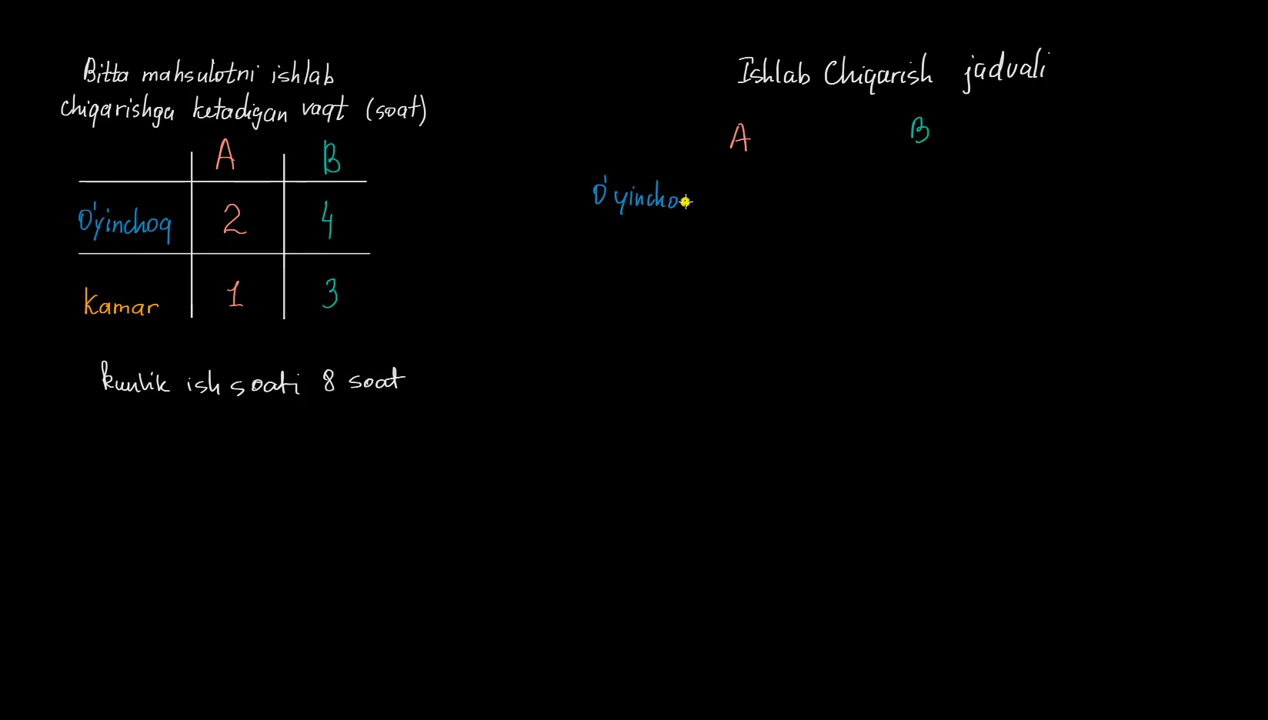 Bitta mahsulotni ishlab
chiqarishga ketadigan vaqt (soat)
A B
O'yinchoq 2 4
Kamar 1 3
kunlik ish soati 8 soat
Ishlab Chiqarish jadvali
A B
O'yincho